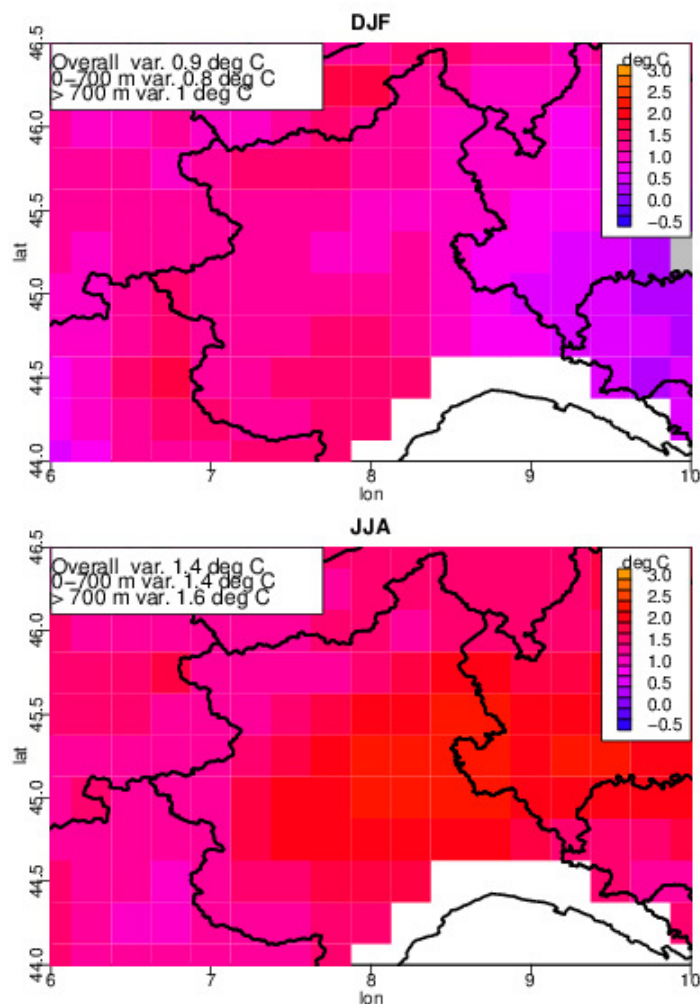 DJF
Overall var. 0.9 deg C
0−700 m var. 0.8 deg C
> 700 m var. 1 deg C
deg C
3.0
2.5
2.0
1.5
1.0
0.5
0.0
−0.5
46.5
46.0
45.5
45.0
44.5
44.0
lat
6 7 8 9 10
lon
JJA
Overall var. 1.4 deg C
0−700 m var. 1.4 deg C
> 700 m var. 1.6 deg C
deg C
3.0
2.5
2.0
1.5
1.0
0.5
0.0
−0.5
46.5
46.0
45.5
45.0
44.5
44.0
lat
6 7 8 9 10
lon